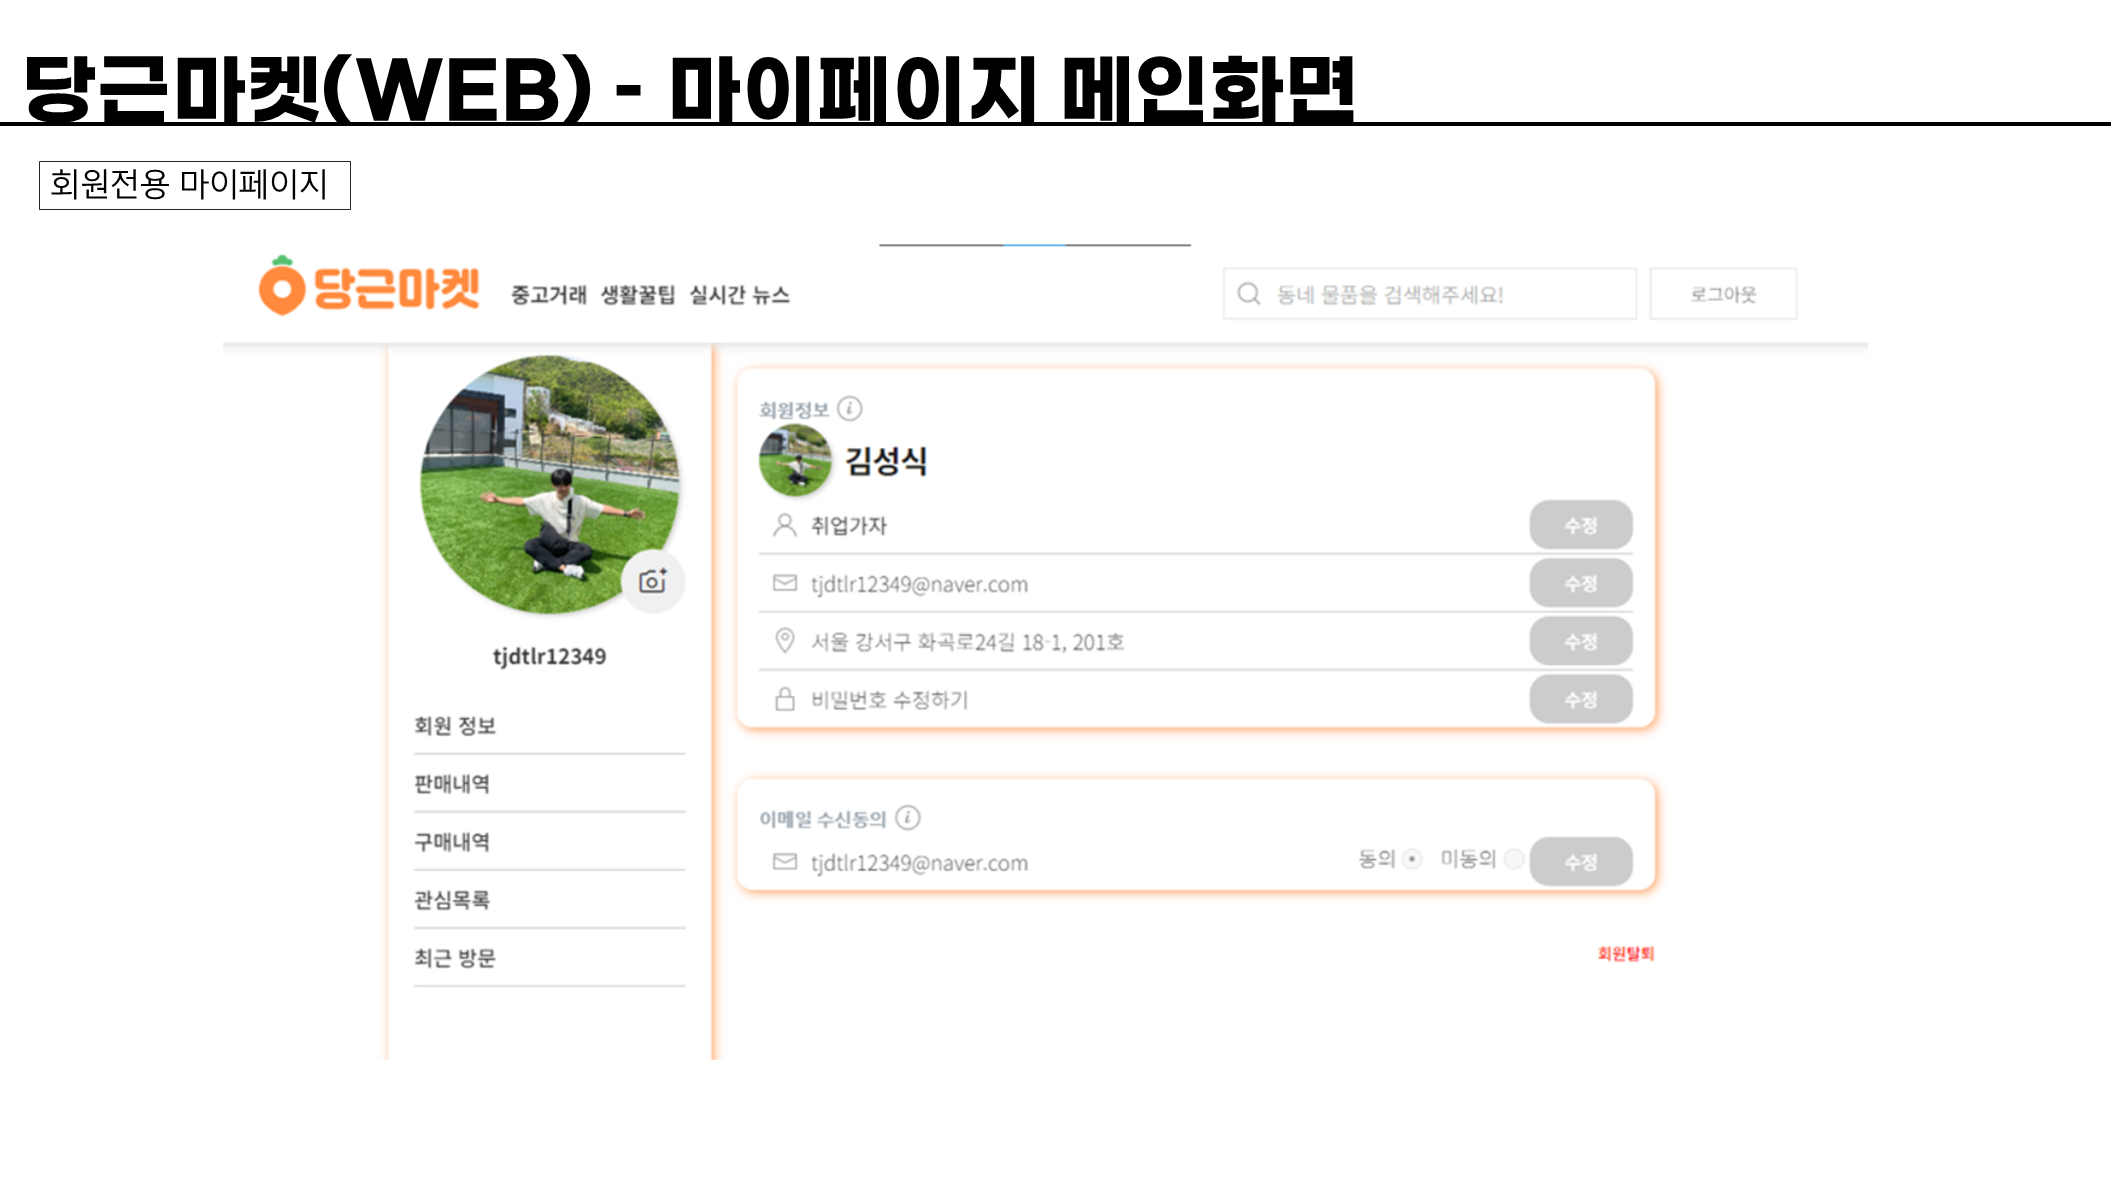 당근마켓(WEB) - 마이페이지 메인화면
회원전용 마이페이지
당근마켓 중고거래 생활꿀팁 실시간 뉴스 동네 물품을 검색해주세요! 로그아웃
tjdtlr12349
회원 정보
판매내역
구매내역
관심목록
최근 방문
회원정보
김성식
취업가자 수정
tjdtlr12349@naver.com 수정
서울 강서구 화곡로24길 18-1, 201호 수정
비밀번호 수정하기 수정
이메일 수신동의
tjdtlr12349@naver.com 동의 미동의 수정
회원탈퇴